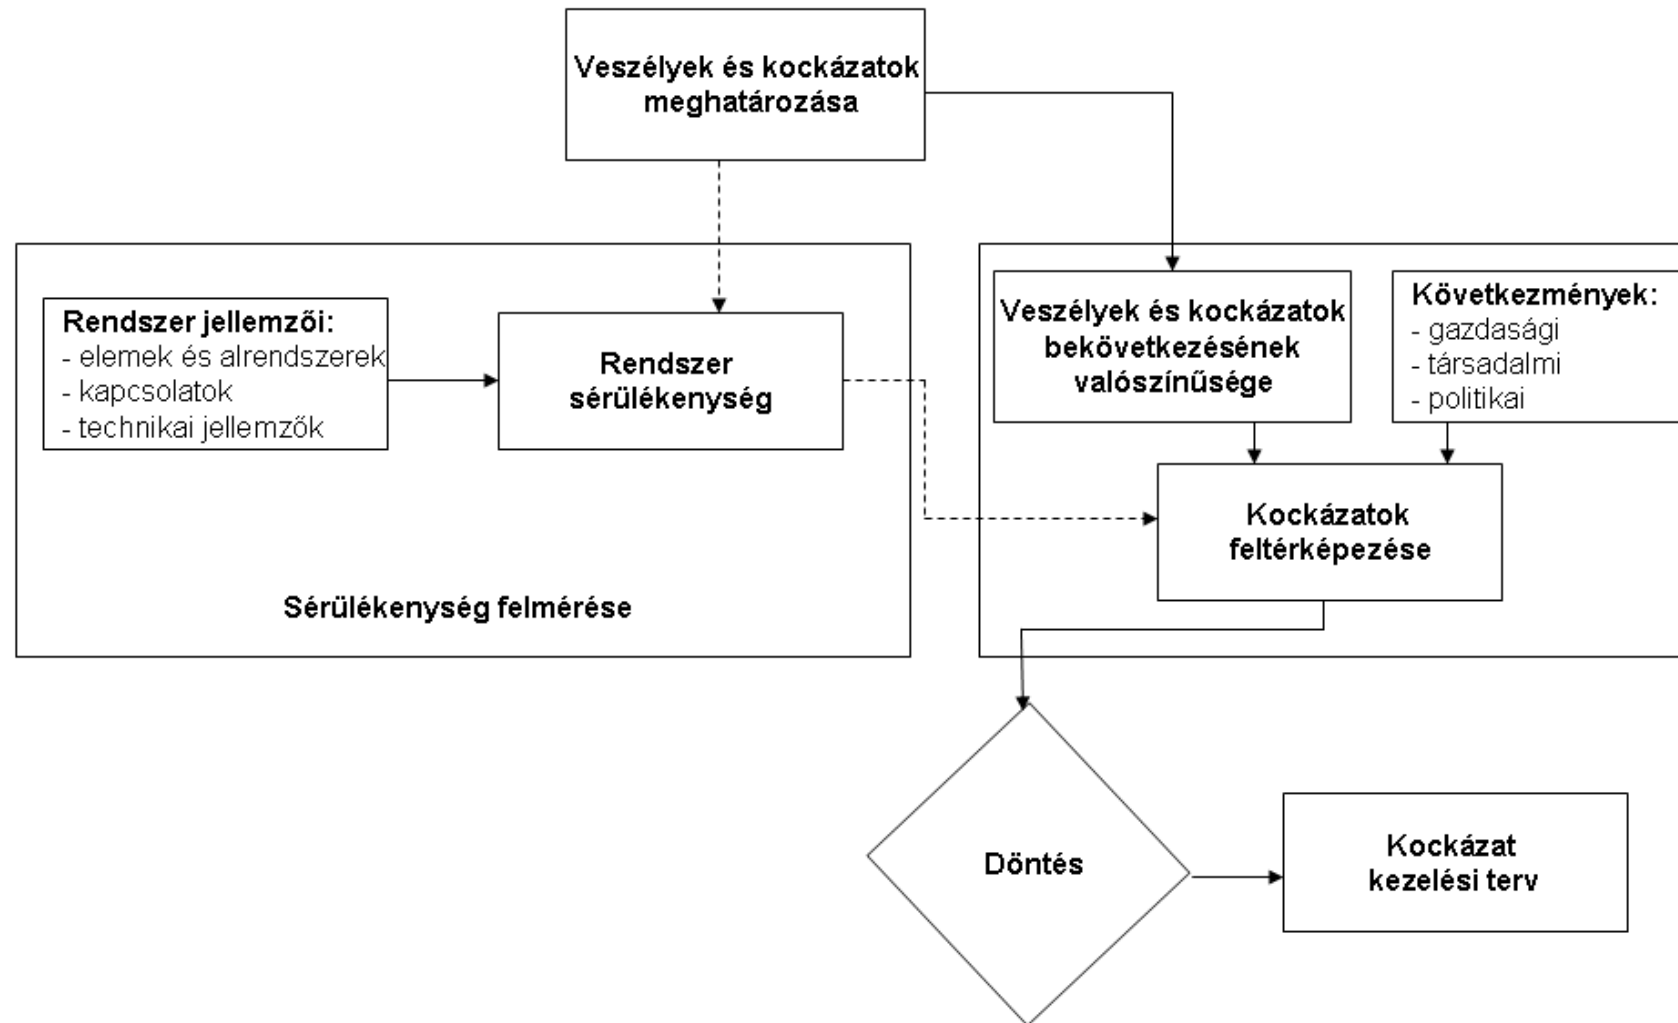 Veszélyek és kockázatok
meghatározása
Rendszer jellemzői:
- elemek és alrendszerek
- kapcsolatok
- technikai jellemzők
Rendszer
sérülékenység
Sérülékenység felmérése
Veszélyek és kockázatok
bekövetkezésének
valószínűsége
Következmények:
- gazdasági
- társadalmi
- politikai
Kockázatok
feltérképezése
Döntés
Kockázat
kezelési terv